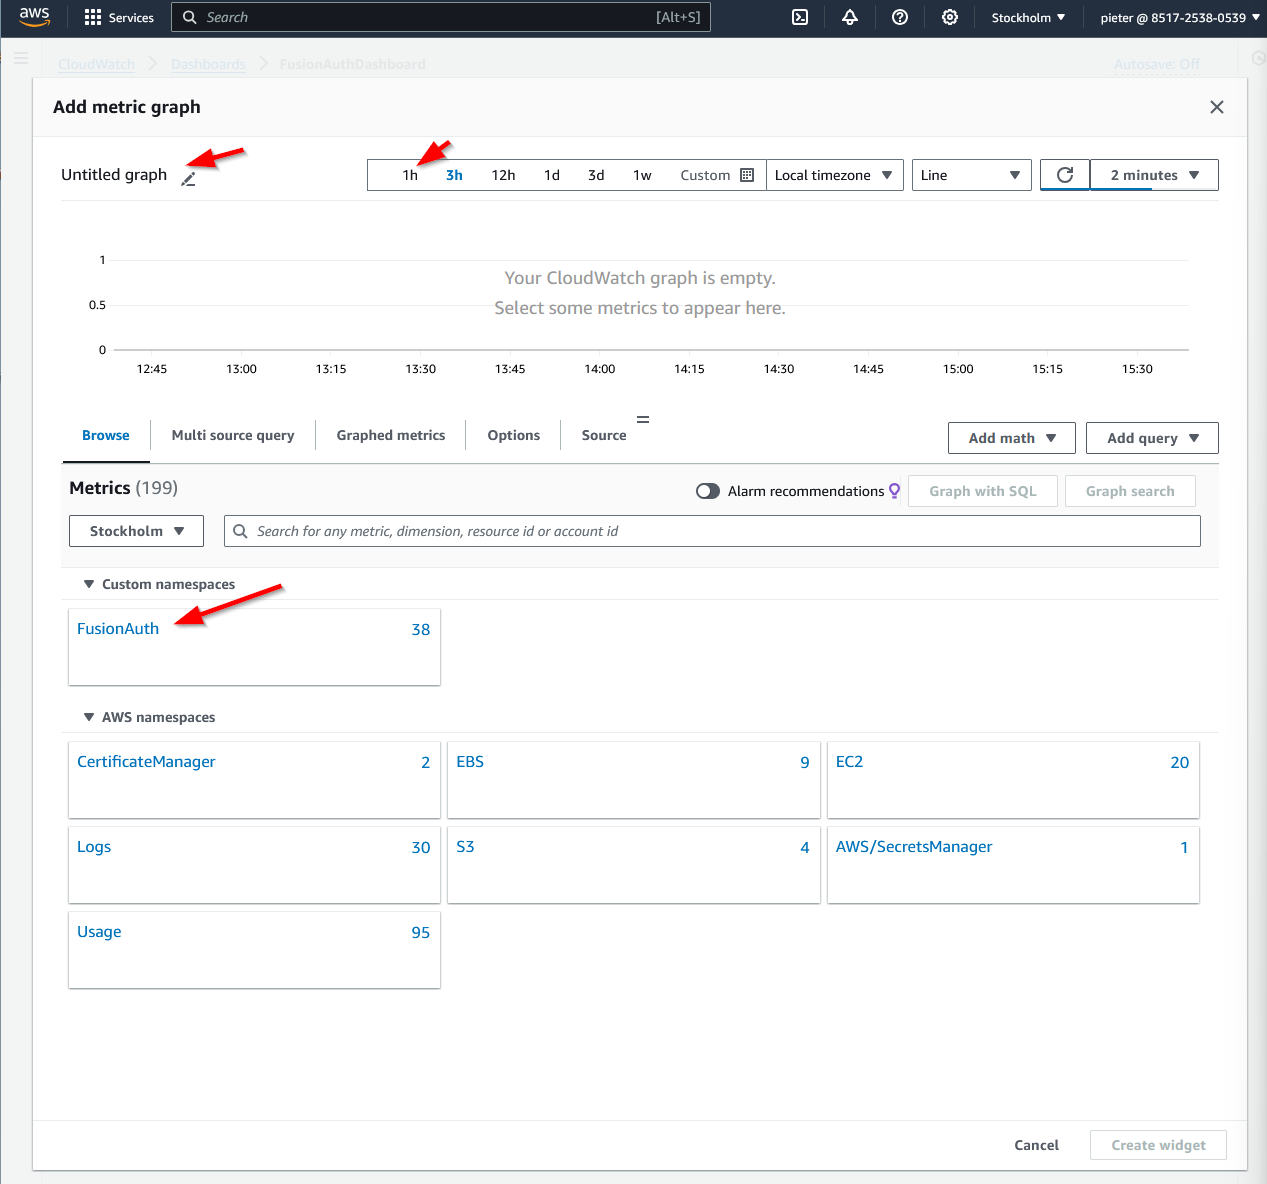 aws Services Search [Alt+S] Stockholm pieter @ 8517-2538-0539
CloudWatch Dashboards FusionAuthDashboard Autosave: Off
Add metric graph
Untitled graph 1h 3h 12h 1d 3d 1w Custom Local timezone Line 2 minutes
1
Your CloudWatch graph is empty.
0.5
Select some metrics to appear here.
0
12:45 13:00 13:15 13:30 13:45 14:00 14:15 14:30 14:45 15:00 15:15 15:30
Browse Multi source query Graphed metrics Options Source Add math Add query
Metrics (199) Alarm recommendations Graph with SQL Graph search
Stockholm Search for any metric, dimension, resource id or account id
Custom namespaces
FusionAuth 38
AWS namespaces
CertificateManager 2 EBS 9 EC2 20
Logs 30 S3 4 AWS/SecretsManager 1
Usage 95
Cancel Create widget